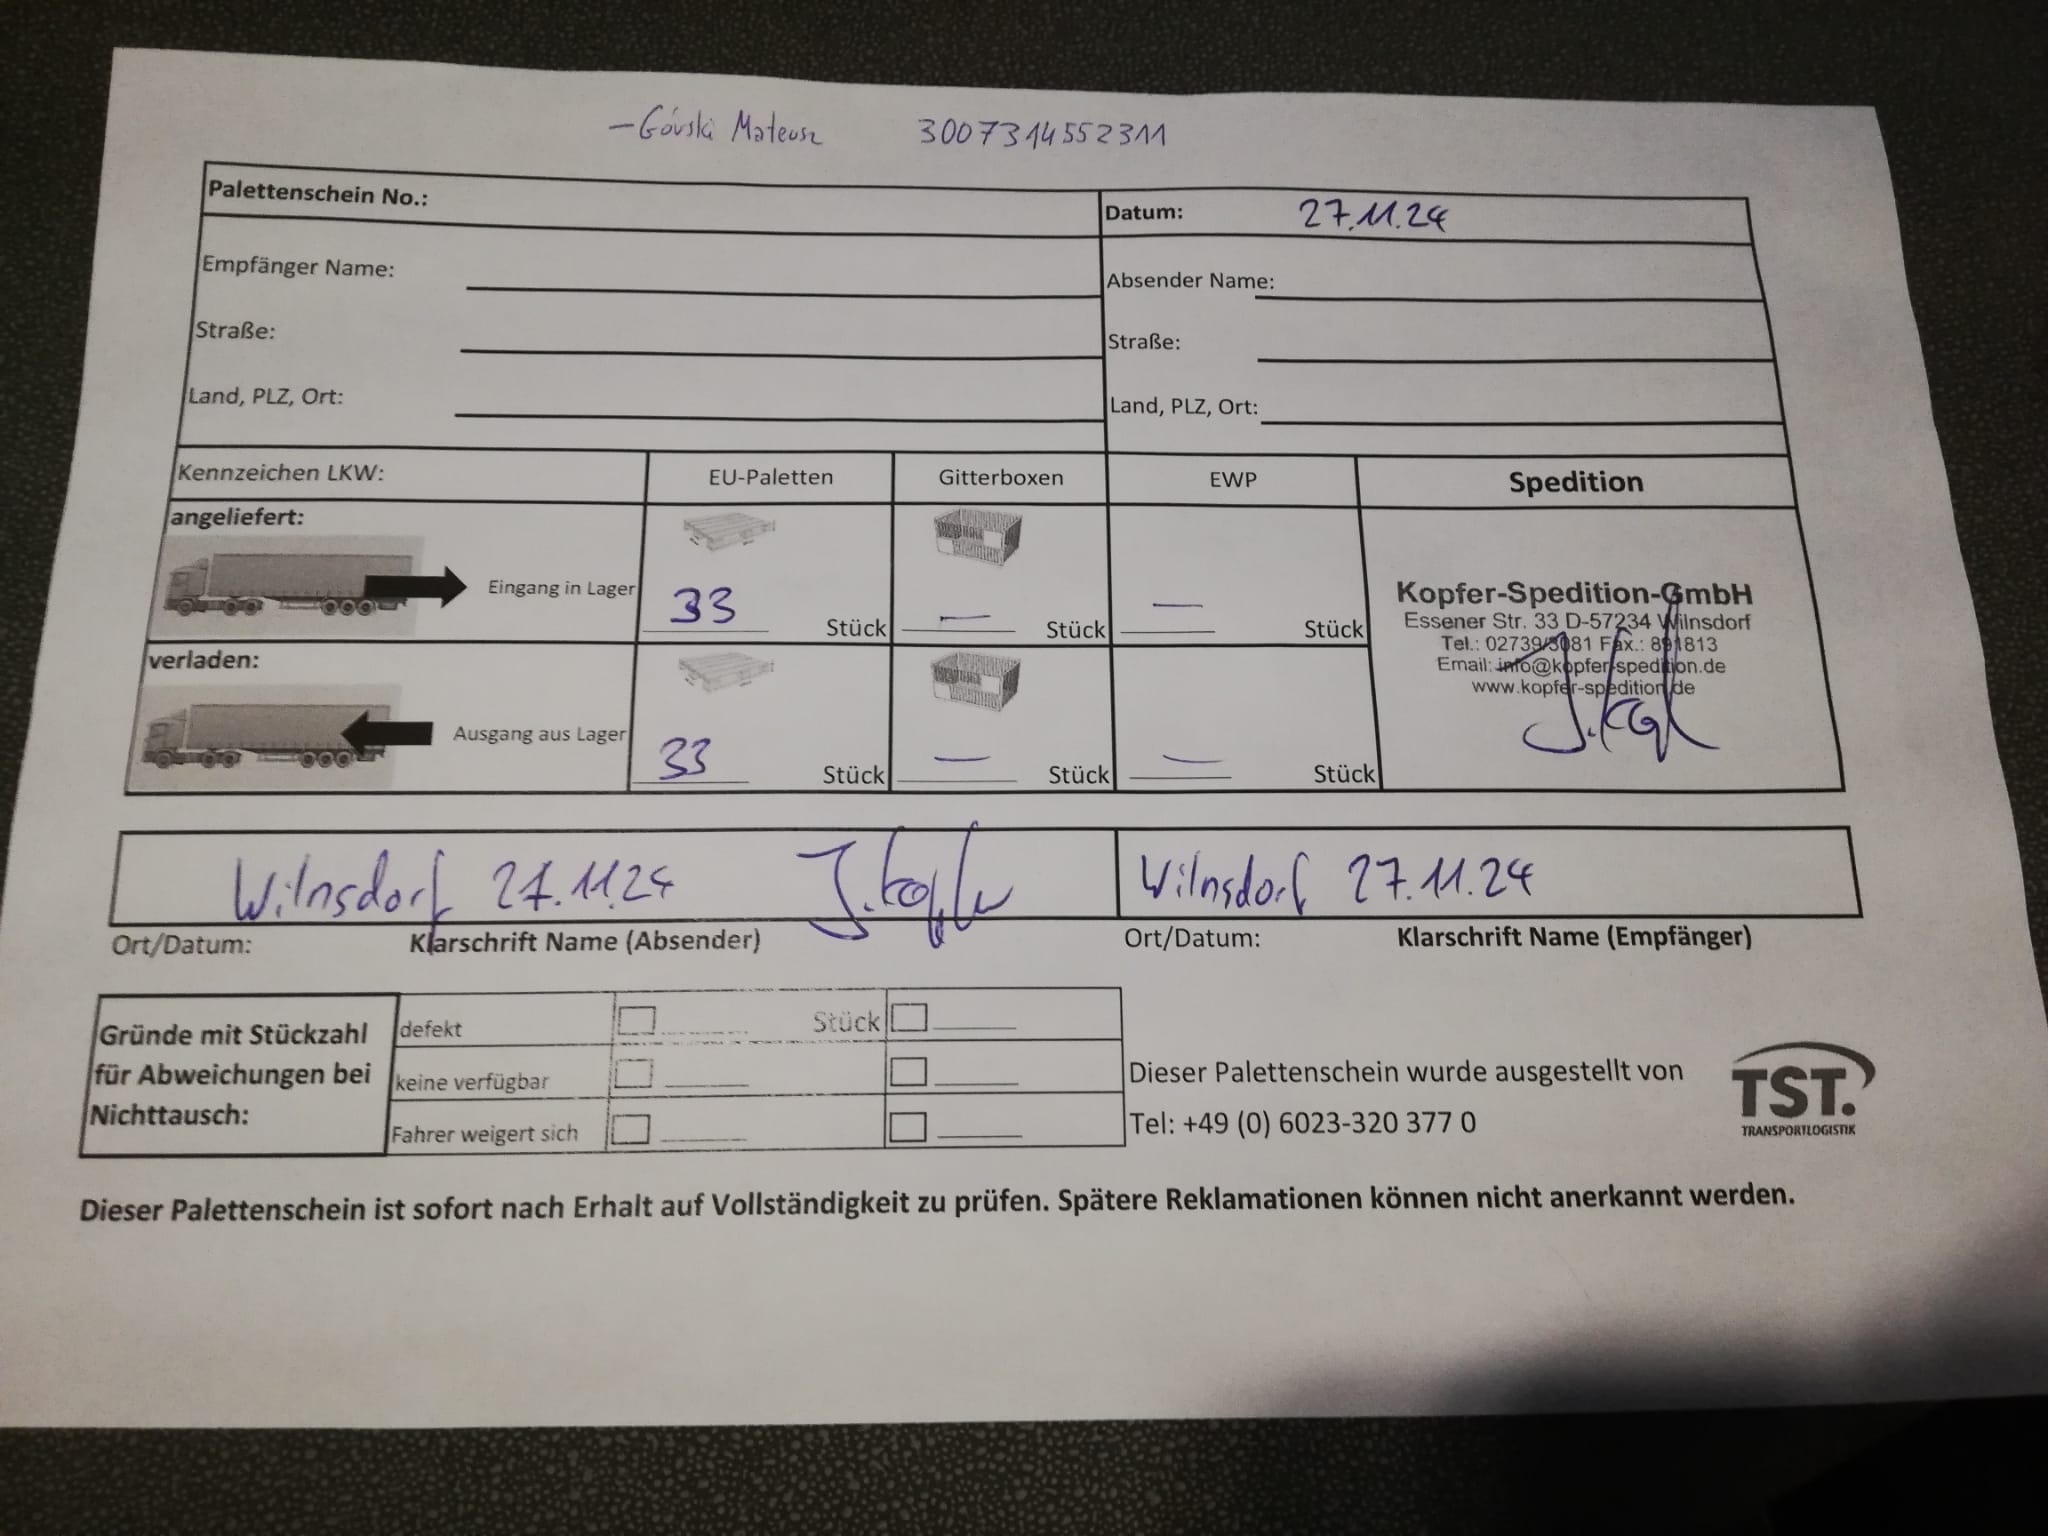 – Górski Mateusz 3007314552311
Palettenschein No.:
Datum: 27.11.24
Empfänger Name:
Straße:
Land, PLZ, Ort:
Absender Name:
Straße:
Land, PLZ, Ort:
Kennzeichen LKW: EU-Paletten Gitterboxen EWP Spedition
angeliefert:
Eingang in Lager 33 Stück — Stück — Stück
verladen:
Ausgang aus Lager 33 Stück — Stück — Stück
Kopfer-Spedition-GmbH
Essener Str. 33 D-57234 Wilnsdorf
Tel.: 02739/3081 Fax.: 891813
Email: info@kopfer-spedition.de
www.kopfer-spedition.de
Wilnsdorf 27.11.24 J. Kopfer
Ort/Datum: Klarschrift Name (Absender)
Wilnsdorf 27.11.24
Ort/Datum: Klarschrift Name (Empfänger)
Gründe mit Stückzahl
für Abweichungen bei
Nichttausch:
defekt Stück
keine verfügbar
Fahrer weigert sich
Dieser Palettenschein wurde ausgestellt von
Tel: +49 (0) 6023-320 377 0
TST.
TRANSPORTLOGISTIK
Dieser Palettenschein ist sofort nach Erhalt auf Vollständigkeit zu prüfen. Spätere Reklamationen können nicht anerkannt werden.